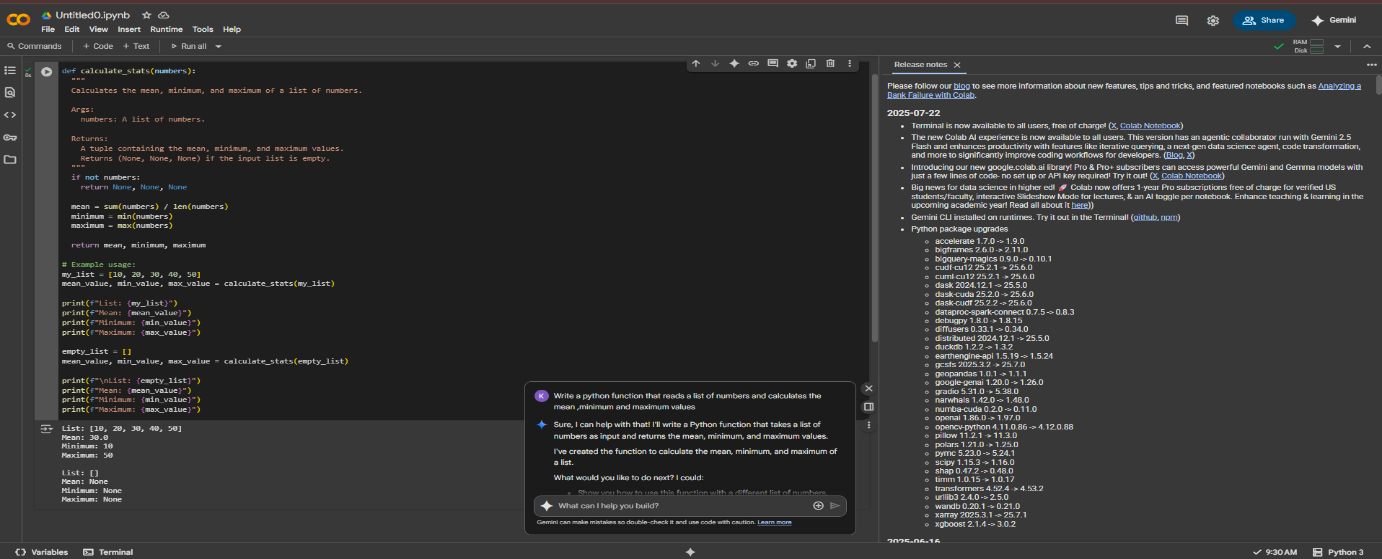 Untitled0.ipynb
File Edit View Insert Runtime Tools Help
Share
Gemini
Commands + Code + Text Run all
RAM
Disk
0s
def calculate_stats(numbers):
"""
Calculates the mean, minimum, and maximum of a list of numbers.
Args:
numbers: A list of numbers.
Returns:
A tuple containing the mean, minimum, and maximum values.
Returns (None, None, None) if the input list is empty.
"""
if not numbers:
return None, None, None
mean = sum(numbers) / len(numbers)
minimum = min(numbers)
maximum = max(numbers)
return mean, minimum, maximum
# Example usage:
my_list = [10, 20, 30, 40, 50]
mean_value, min_value, max_value = calculate_stats(my_list)
print(f"List: {my_list}")
print(f"Mean: {mean_value}")
print(f"Minimum: {min_value}")
print(f"Maximum: {max_value}")
empty_list = []
mean_value, min_value, max_value = calculate_stats(empty_list)
print(f"\nList: {empty_list}")
print(f"Mean: {mean_value}")
print(f"Minimum: {min_value}")
print(f"Maximum: {max_value}")
List: [10, 20, 30, 40, 50]
Mean: 30.0
Minimum: 10
Maximum: 50
List: []
Mean: None
Minimum: None
Maximum: None
K
Write a python function that reads a list of numbers and calculates the
mean ,minimum and maximum values
Sure, I can help with that! I'll write a Python function that takes a list of
numbers as input and returns the mean, minimum, and maximum values.
I've created the function to calculate the mean, minimum, and maximum of
a list.
What would you like to do next? I could:
Show you how to use this function with a different list of numbers
What can I help you build?
Gemini can make mistakes so double-check it and use code with caution. Learn more
Release notes
Please follow our blog to see more information about new features, tips and tricks, and featured notebooks such as Analyzing a
Bank Failure with Colab.
2025-07-22
Terminal is now available to all users, free of charge! (X, Colab Notebook)
The new Colab AI experience is now available to all users. This version has an agentic collaborator run with Gemini 2.5
Flash and enhances productivity with features like iterative querying, a next-gen data science agent, code transformation,
and more to significantly improve coding workflows for developers. (Blog, X)
Introducing our new google.colab.ai library! Pro & Pro+ subscribers can access powerful Gemini and Gemma models with
just a few lines of code- no set up or API key required! Try it out! (X, Colab Notebook)
Big news for data science in higher ed! 🚀 Colab now offers 1-year Pro subscriptions free of charge for verified US
students/faculty, interactive Slideshow Mode for lectures, & an AI toggle per notebook. Enhance teaching & learning in the
upcoming academic year! Read all about it here))
Gemini CLI installed on runtimes. Try it out in the Terminal! (github, npm)
Python package upgrades
accelerate 1.7.0 -> 1.9.0
bigframes 2.6.0 -> 2.11.0
bigquery-magics 0.9.0 -> 0.10.1
cudf-cu12 25.2.1 -> 25.6.0
cuml-cu12 25.2.1 -> 25.6.0
dask 2024.12.1 -> 25.5.0
dask-cuda 25.2.0 -> 25.6.0
dask-cudf 25.2.2 -> 25.6.0
dataproc-spark-connect 0.7.5 -> 0.8.3
debugpy 1.8.0 -> 1.8.15
diffusers 0.33.1 -> 0.34.0
distributed 2024.12.1 -> 25.5.0
duckdb 1.2.2 -> 1.3.2
earthengine-api 1.5.19 -> 1.5.24
gcsfs 2025.3.2 -> 25.7.0
geopandas 1.0.1 -> 1.1.1
google-genai 1.20.0 -> 1.26.0
gradio 5.31.0 -> 5.38.0
narwhals 1.42.0 -> 1.48.0
numba-cuda 0.2.0 -> 0.11.0
openai 1.86.0 -> 1.97.0
opencv-python 4.11.0.86 -> 4.12.0.88
pillow 11.2.1 -> 11.3.0
polars 1.21.0 -> 1.25.0
pymc 5.23.0 -> 5.24.1
scipy 1.15.3 -> 1.16.0
shap 0.47.2 -> 0.48.0
timm 1.0.15 -> 1.0.17
transformers 4.52.4 -> 4.53.2
urllib3 2.4.0 -> 2.5.0
wandb 0.20.1 -> 0.21.0
xarray 2025.3.1 -> 25.7.1
xgboost 2.1.4 -> 3.0.2
2025-06-16
Variables Terminal
9:30 AM Python 3